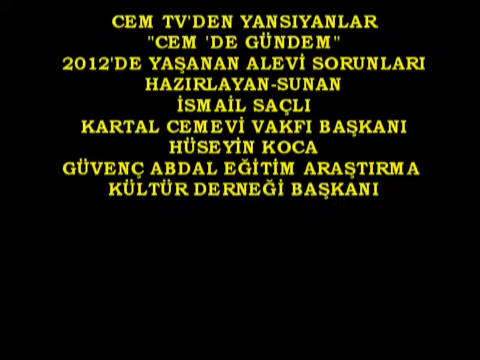 CEM TV'DEN YANSIYANLAR
"CEM 'DE GÜNDEM"
2012'DE YAŞANAN ALEVİ SORUNLARI
HAZIRLAYAN-SUNAN
İSMAİL SAÇLI
KARTAL CEMEVİ VAKFI BAŞKANI
HÜSEYİN KOCA
GÜVENÇ ABDAL EĞİTİM ARAŞTIRMA
KÜLTÜR DERNEĞİ BAŞKANI